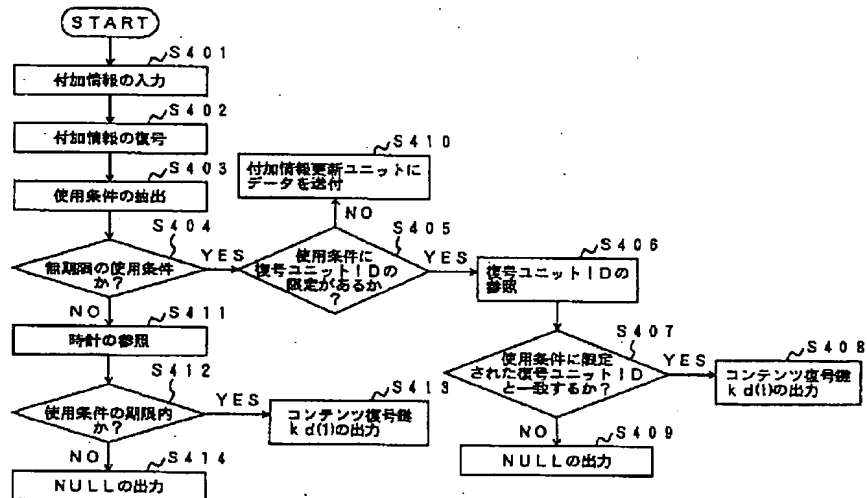 START
S401
付加情報の入力
S402
付加情報の復号
S403
使用条件の抽出
S404
無期限の使用条件
か?
YES
NO
S410
付加情報更新ユニットに
データを送付
NO
S405
使用条件に
復号ユニットIDの
限定があるか
?
YES
S406
復号ユニットIDの
参照
S407
使用条件に限定
された復号ユニットID
と一致するか?
YES
S408
コンテンツ復号鍵
kd(i)の出力
NO
S409
NULLの出力
S411
時計の参照
S412
使用条件の期限内
か?
YES
S413
コンテンツ復号鍵
kd(i)の出力
NO
S414
NULLの出力